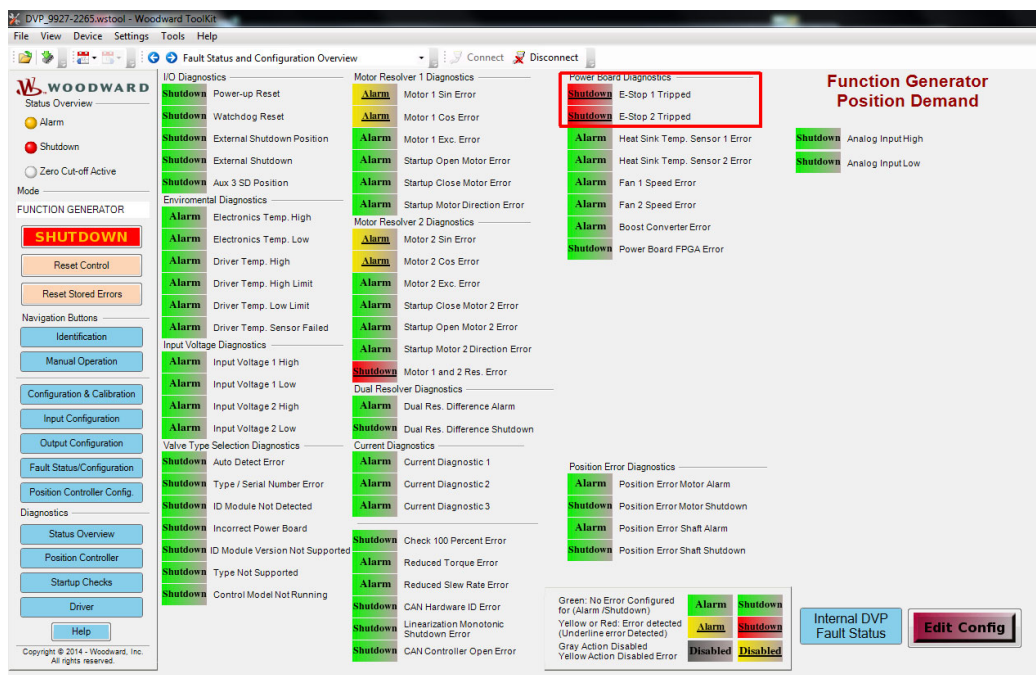 DVP_9927-2265.wstool - Woodward ToolKit
File View Device Settings Tools Help
Fault Status and Configuration Overview Connect Disconnect
WOODWARD
Status Overview
Alarm
Shutdown
Zero Cut-off Active
Mode
FUNCTION GENERATOR
SHUTDOWN
Reset Control
Reset Stored Errors
Navigation Buttons
Identification
Manual Operation
Configuration & Calibration
Input Configuration
Output Configuration
Fault Status/Configuration
Position Controller Config.
Diagnostics
Status Overview
Position Controller
Startup Checks
Driver
Help
Copyright © 2014 - Woodward, Inc.
All rights reserved.
I/O Diagnostics
Shutdown Power-up Reset
Shutdown Watchdog Reset
Shutdown External Shutdown Position
Shutdown External Shutdown
Shutdown Aux 3 SD Position
Enviromental Diagnostics
Alarm Electronics Temp. High
Alarm Electronics Temp. Low
Alarm Driver Temp. High
Alarm Driver Temp. High Limit
Alarm Driver Temp. Low Limit
Alarm Driver Temp. Sensor Failed
Input Voltage Diagnostics
Alarm Input Voltage 1 High
Alarm Input Voltage 1 Low
Alarm Input Voltage 2 High
Alarm Input Voltage 2 Low
Valve Type Selection Diagnostics
Shutdown Auto Detect Error
Shutdown Type / Serial Number Error
Shutdown ID Module Not Detected
Shutdown Incorrect Power Board
Shutdown ID Module Version Not Supported
Shutdown Type Not Supported
Shutdown Control Model Not Running
Motor Resolver 1 Diagnostics
Alarm Motor 1 Sin Error
Alarm Motor 1 Cos Error
Alarm Motor 1 Exc. Error
Alarm Startup Open Motor Error
Alarm Startup Close Motor Error
Alarm Startup Motor Direction Error
Motor Resolver 2 Diagnostics
Alarm Motor 2 Sin Error
Alarm Motor 2 Cos Error
Alarm Motor 2 Exc. Error
Alarm Startup Close Motor 2 Error
Alarm Startup Open Motor 2 Error
Alarm Startup Motor 2 Direction Error
Shutdown Motor 1 and 2 Res. Error
Dual Resolver Diagnostics
Alarm Dual Res. Difference Alarm
Shutdown Dual Res. Difference Shutdown
Current Diagnostics
Alarm Current Diagnostic 1
Alarm Current Diagnostic 2
Alarm Current Diagnostic 3
Shutdown Check 100 Percent Error
Alarm Reduced Torque Error
Alarm Reduced Slew Rate Error
Shutdown CAN Hardware ID Error
Shutdown Linearization Monotonic
Shutdown Error
Shutdown CAN Controller Open Error
Power Board Diagnostics
Shutdown E-Stop 1 Tripped
Shutdown E-Stop 2 Tripped
Alarm Heat Sink Temp. Sensor 1 Error
Alarm Heat Sink Temp. Sensor 2 Error
Alarm Fan 1 Speed Error
Alarm Fan 2 Speed Error
Alarm Boost Converter Error
Shutdown Power Board FPGA Error
Position Error Diagnostics
Alarm Position Error Motor Alarm
Shutdown Position Error Motor Shutdown
Alarm Position Error Shaft Alarm
Shutdown Position Error Shaft Shutdown
Green: No Error Configured
for (Alarm /Shutdown) Alarm Shutdown
Yellow or Red: Error detected
(Underline error Detected) Alarm Shutdown
Gray Action Disabled
Yellow Action Disabled Error Disabled Disabled
Function Generator
Position Demand
Shutdown Analog Input High
Shutdown Analog Input Low
Internal DVP
Fault Status
Edit Config